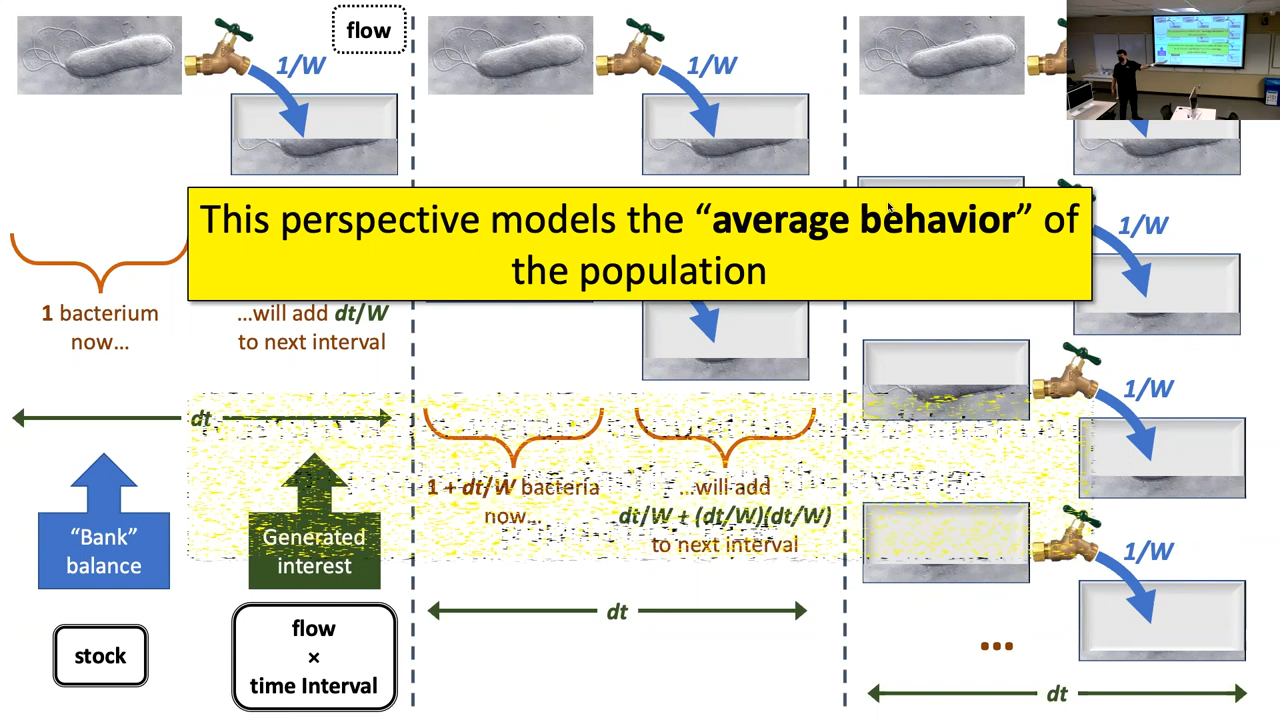 flow
1/W
1/W
This perspective models the “average behavior” of
the population
1/W
1 bacterium
now…
…will add dt/W
to next interval
dt
1/W
1 + dt/W bacteria
now…
…will add
dt/W + (dt/W)(dt/W)
to next interval
“Bank”
balance
Generated
interest
1/W
dt
stock
flow
×
time Interval
…
dt